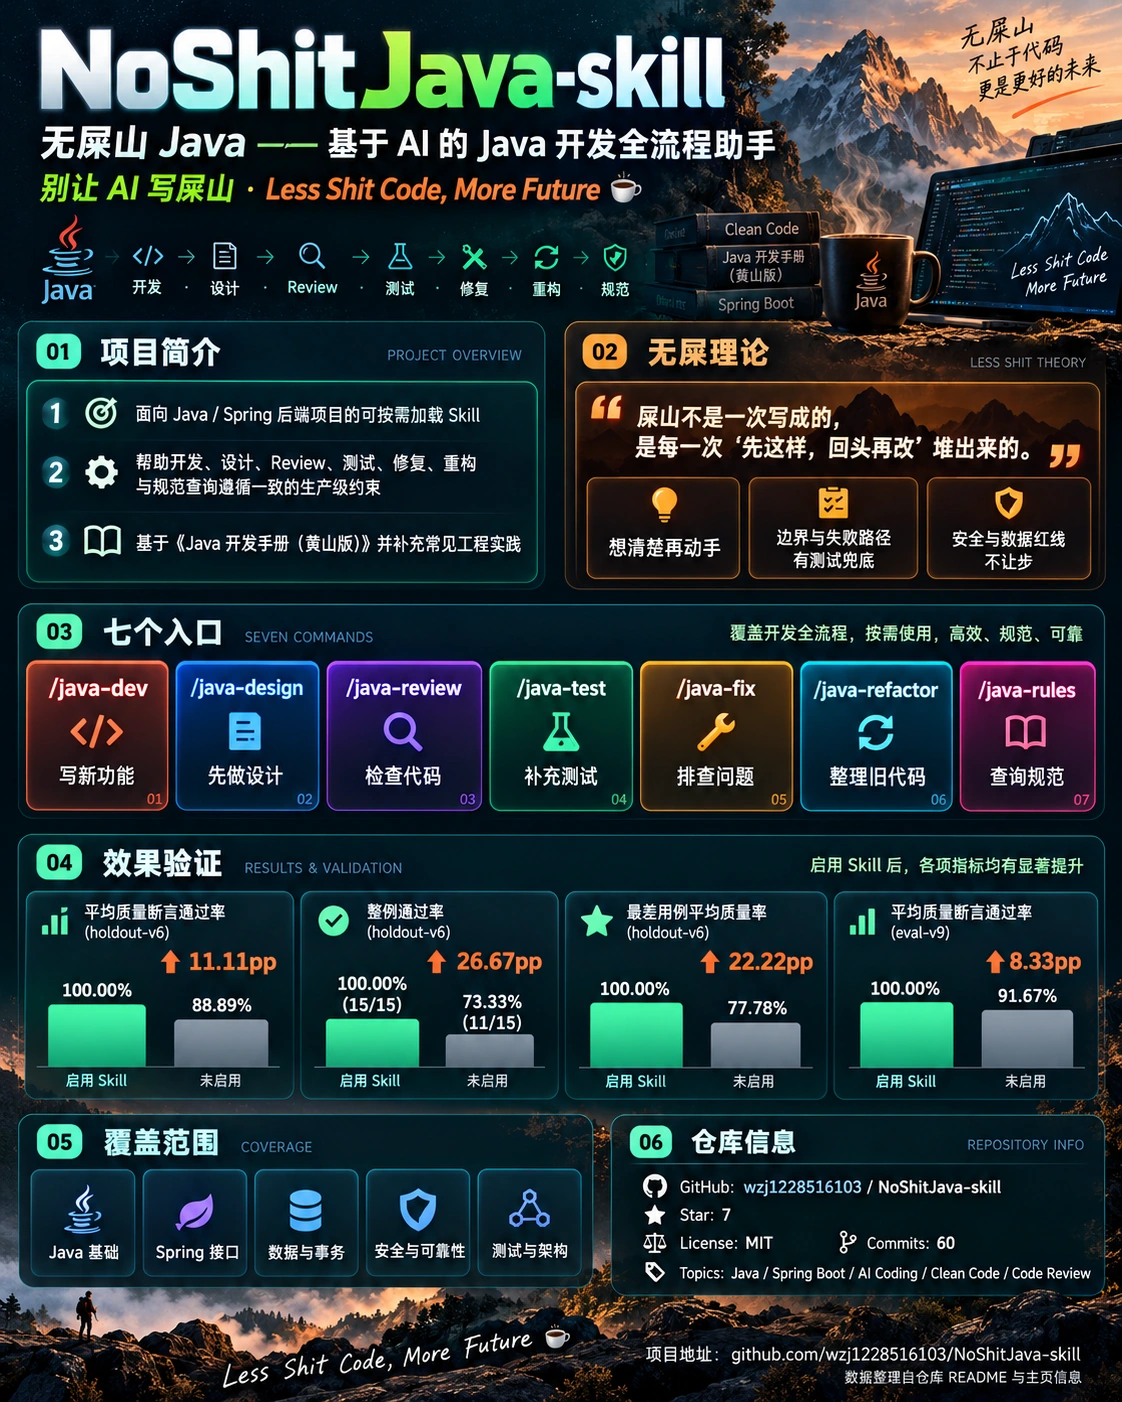 NoShitJava-skill
无屎山 Java —— 基于 AI 的 Java 开发全流程助手
别让 AI 写屎山 · Less Shit Code, More Future
无屎山
不止于代码
更是更好的未来
Java
开发 · 设计 · Review · 测试 · 修复 · 重构 · 规范
Clean Code
Java 开发手册
(黄山版)
Spring Boot
Java
Less Shit Code
More Future
01 项目简介 PROJECT OVERVIEW
1 面向 Java / Spring 后端项目的可按需加载 Skill
2 帮助开发、设计、Review、测试、修复、重构
与规范查询遵循一致的生产级约束
3 基于《Java 开发手册（黄山版）》并补充常见工程实践
02 无屎理论 LESS SHIT THEORY
“ 屎山不是一次写成的，
是每一次‘先这样，回头再改’堆出来的。 ”
想清楚再动手
边界与失败路径
有测试兜底
安全与数据红线
不让步
03 七个入口 SEVEN COMMANDS 覆盖开发全流程，按需使用，高效、规范、可靠
/java-dev
写新功能
01
/java-design
先做设计
02
/java-review
检查代码
03
/java-test
补充测试
04
/java-fix
排查问题
05
/java-refactor
整理旧代码
06
/java-rules
查询规范
07
04 效果验证 RESULTS & VALIDATION 启用 Skill 后，各项指标均有显著提升
平均质量断言通过率
(holdout-v6)
11.11pp
100.00% 88.89%
启用 Skill 未启用
整例通过率
(holdout-v6)
26.67pp
100.00%
(15/15)
73.33%
(11/15)
启用 Skill 未启用
最差用例平均质量率
(holdout-v6)
22.22pp
100.00% 77.78%
启用 Skill 未启用
平均质量断言通过率
(eval-v9)
8.33pp
100.00% 91.67%
启用 Skill 未启用
05 覆盖范围 COVERAGE
Java 基础
Spring 接口
数据与事务
安全与可靠性
测试与架构
06 仓库信息 REPOSITORY INFO
GitHub: wzj1228516103 / NoShitJava-skill
Star: 7
License: MIT Commits: 60
Topics: Java / Spring Boot / AI Coding / Clean Code / Code Review
Less Shit Code, More Future
项目地址： github.com/wzj1228516103/NoShitJava-skill
数据整理自仓库 README 与主页信息